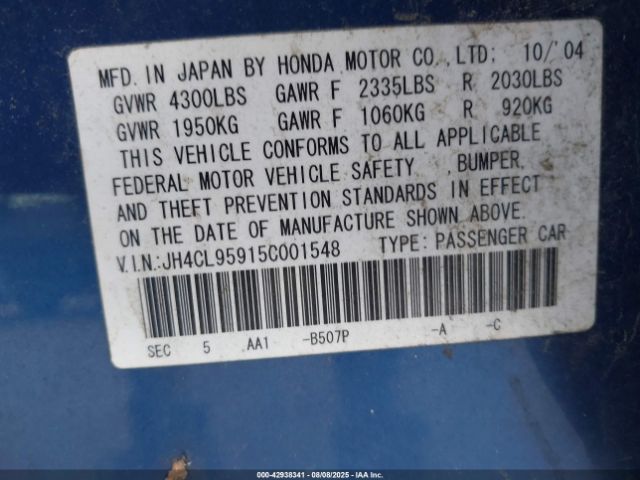 MFD. IN JAPAN BY HONDA MOTOR CO., LTD: 10/'04
GVWR 4300LBS GAWR F 2335LBS R 2030LBS
GVWR 1950KG GAWR F 1060KG R 920KG
THIS VEHICLE CONFORMS TO ALL APPLICABLE
FEDERAL MOTOR VEHICLE SAFETY , BUMPER,
AND THEFT PREVENTION STANDARDS IN EFFECT
ON THE DATE OF MANUFACTURE SHOWN ABOVE.
V.I.N.:JH4CL95915C001548 TYPE: PASSENGER CAR
SEC 5 AA1 -B507P -A -C
000-42938341 - 08/08/2025 - IAA Inc.